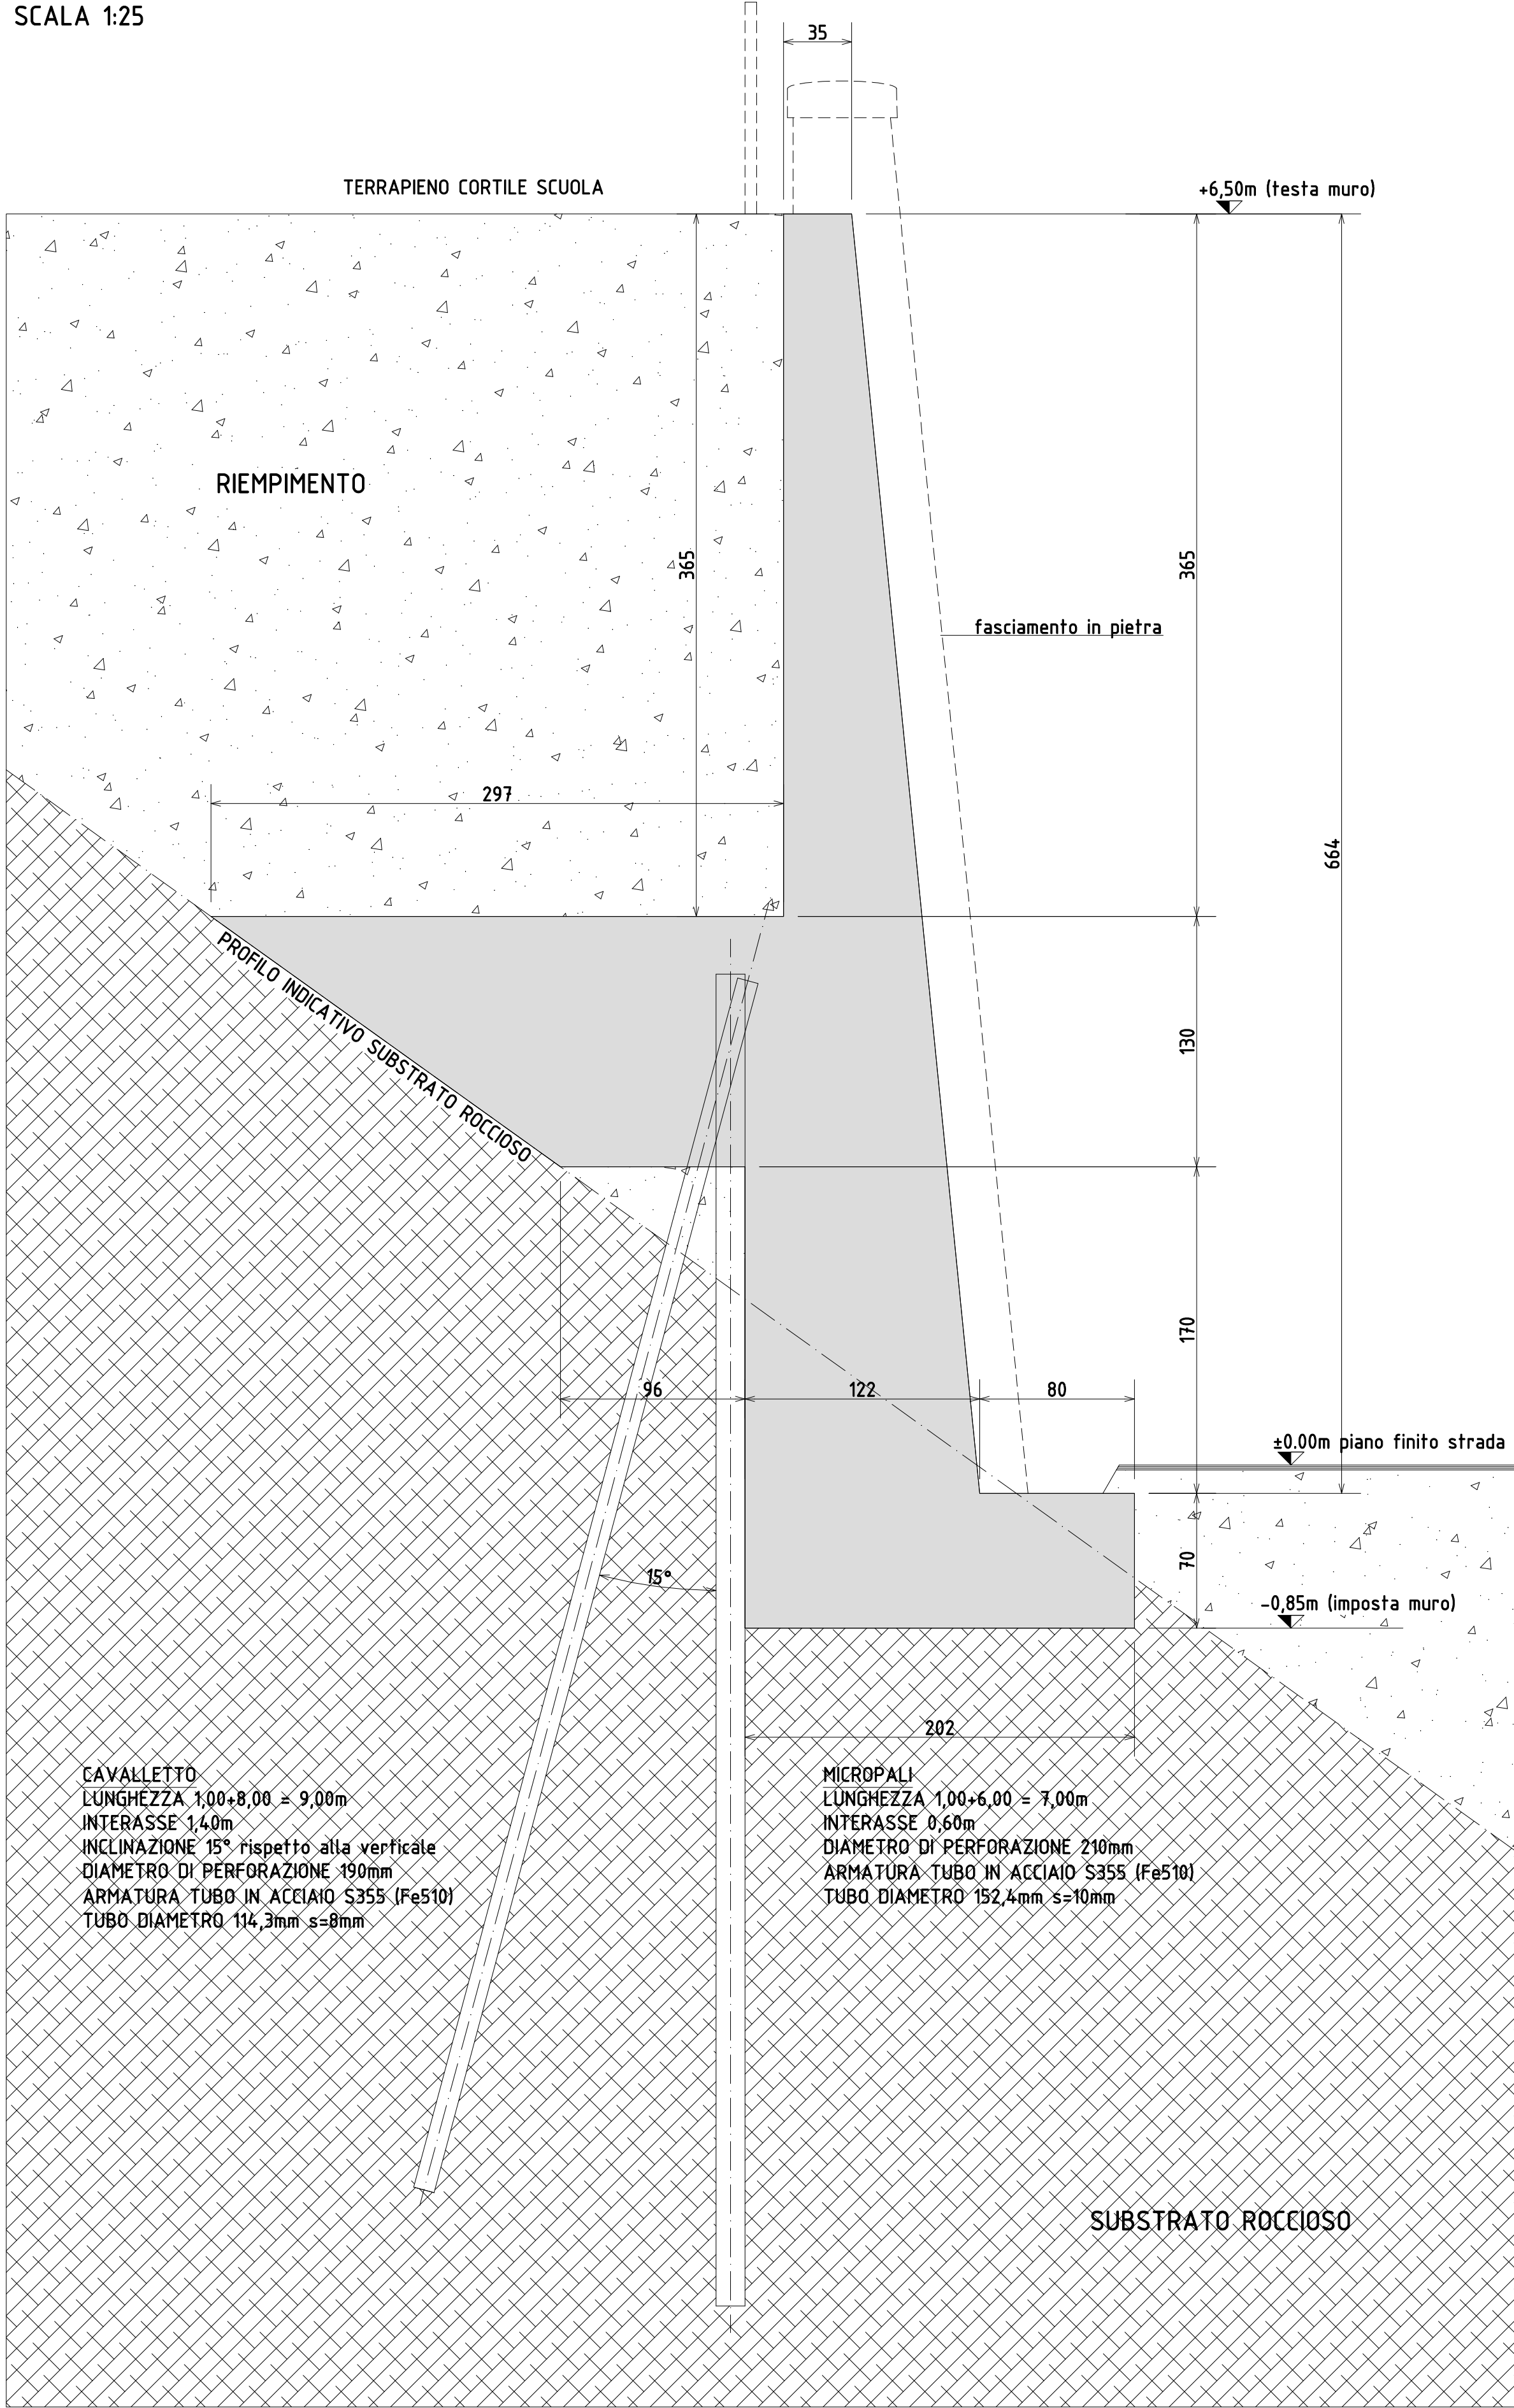 SCALA 1:25
35
TERRAPIENO CORTILE SCUOLA
+6,50m (testa muro)
RIEMPIMENTO
365
365
fasciamento in pietra
297
664
PROFILO INDICATIVO SUBSTRATO ROCCIOSO
130
170
96
122
80
±0.00m piano finito strada
15°
70
-0,85m (imposta muro)
202
CAVALLETTO
LUNGHEZZA 1,00+8,00 = 9,00m
INTERASSE 1,40m
INCLINAZIONE 15° rispetto alla verticale
DIAMETRO DI PERFORAZIONE 190mm
ARMATURA TUBO IN ACCIAIO S355 (Fe510)
TUBO DIAMETRO 114,3mm s=8mm
MICROPALI
LUNGHEZZA 1,00+6,00 = 7,00m
INTERASSE 0,60m
DIAMETRO DI PERFORAZIONE 210mm
ARMATURA TUBO IN ACCIAIO S355 (Fe510)
TUBO DIAMETRO 152,4mm s=10mm
SUBSTRATO ROCCIOSO